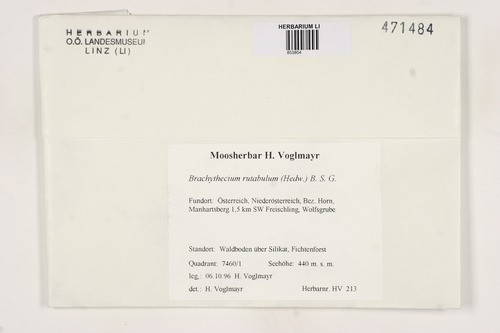 HERBARIUM
O.Ö. LANDESMUSEUM
LINZ (LI)
HERBARIUM LI
471484
Moosherbar H. Voglmayr
Brachythecium rutabulum (Hedw.) B. S. G.
Fundort: Österreich, Niederösterreich, Bez. Horn,
Manhartsberg 1,5 km SW Freischling, Wolfsgrube
Standort: Waldboden über Silikat, Fichtenforst
Quadrant: 7460/1 Seehöhe: 440 m. s. m.
leg.: 06.10.96 H. Voglmayr
det.: H. Voglmayr Herbarnr. HV 213